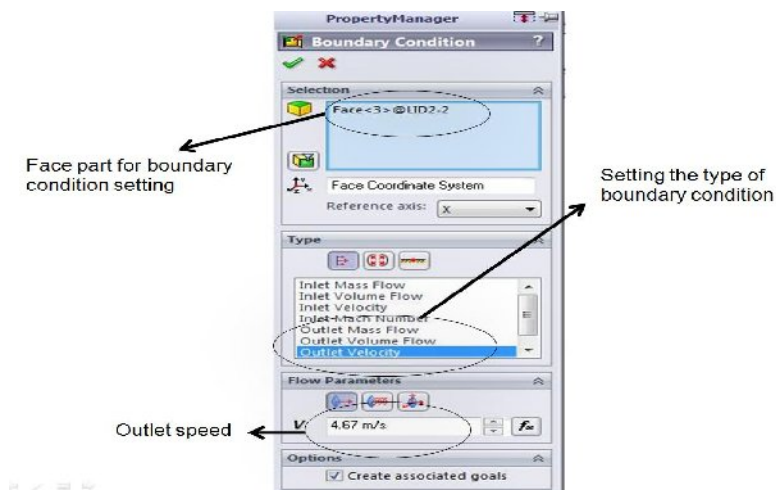 PropertyManager
Boundary Condition ?
Selection
Face<3>@LID2-2
Face part for boundary
condition setting
Face Coordinate System
Reference axis: X
Setting the type of
boundary condition
Type
Inlet Mass Flow
Inlet Volume Flow
Inlet Velocity
Inlet Mach Number
Outlet Mass Flow
Outlet Volume Flow
Outlet Velocity
Flow Parameters
Outlet speed
V 4.67 m/s
Options
Create associated goals